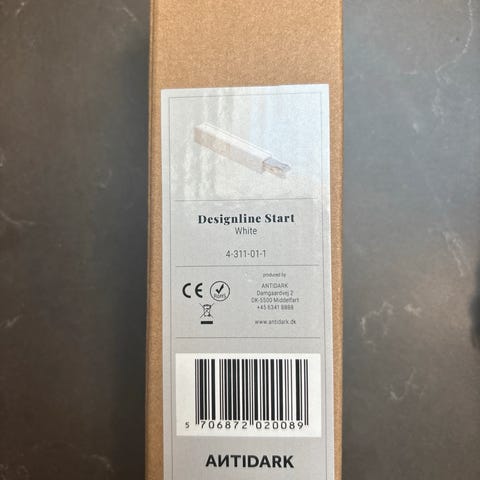 Designline Start
White
4-311-01-1
produced by
ANTIDARK
Damgaardvej 2
DK-5500 Middelfart
+45 6341 8888
www.antidark.dk
CE
RoHS
5 706872 020089
ANTIDARK